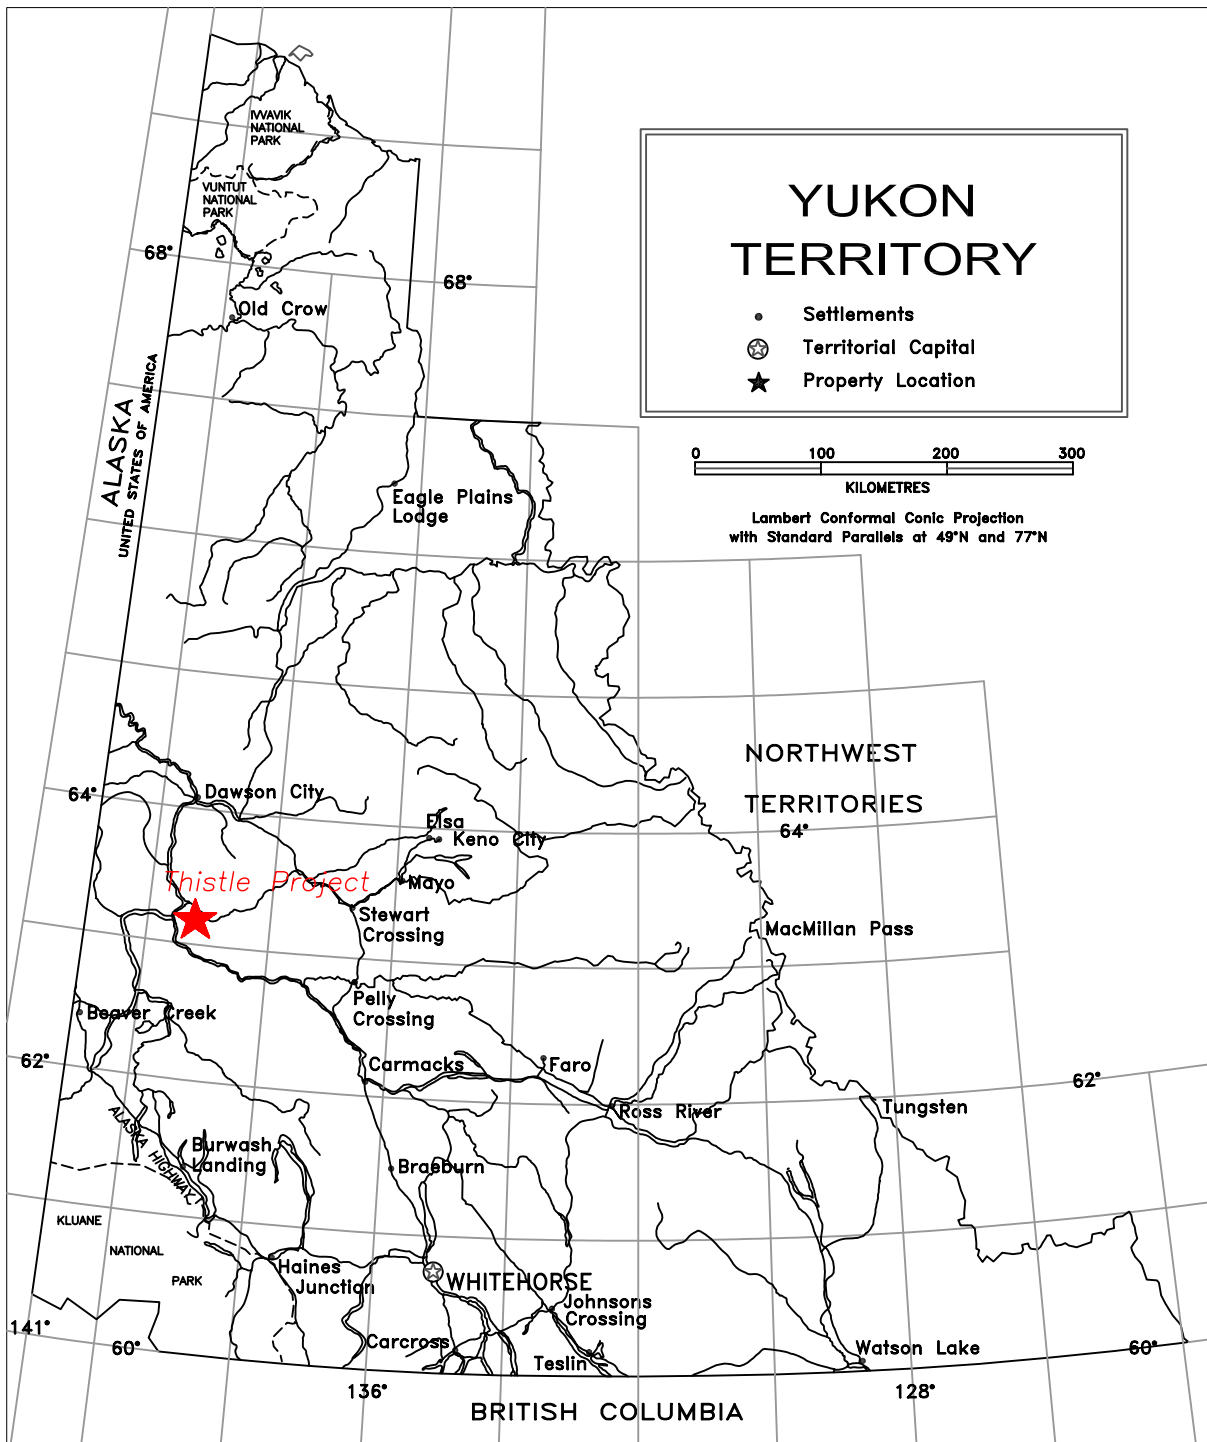 IVVAVIK
NATIONAL
PARK
VUNTUT
NATIONAL
PARK
YUKON
TERRITORY
Settlements
Territorial Capital
Property Location
68°
68°
Old Crow
ALASKA
UNITED STATES OF AMERICA
0 100 200 300
KILOMETRES
Lambert Conformal Conic Projection
with Standard Parallels at 49°N and 77°N
Eagle Plains
Lodge
NORTHWEST
TERRITORIES
64°
Dawson City
64°
Elsa
Keno City
Thistle Project
Mayo
Stewart
Crossing
MacMillan Pass
Pelly
Crossing
Beaver Creek
62°
Carmacks
Faro
62°
Ross River
Tungsten
ALASKA HIGHWAY 1
Burwash
Landing
Braeburn
KLUANE
NATIONAL
PARK
Haines
Junction
WHITEHORSE
Johnsons
Crossing
141°
60°
Carcross
Teslin
Watson Lake
60°
136°
128°
BRITISH COLUMBIA